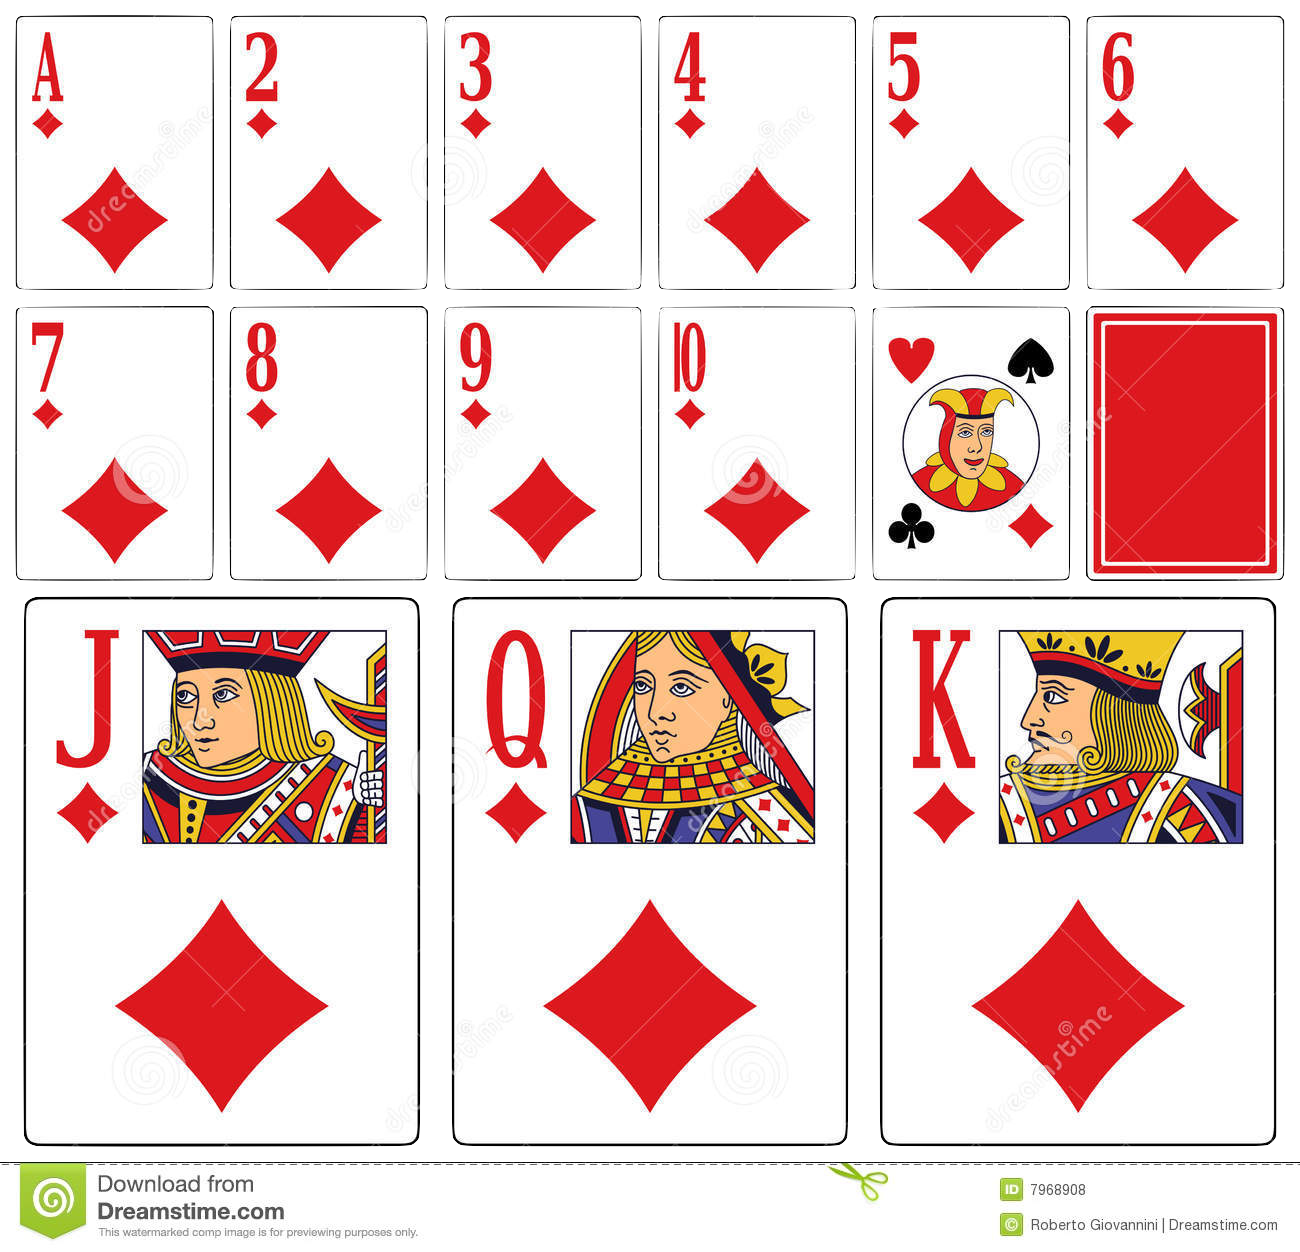 A 2 3 4 5 6
7 8 9 10
J Q K
dreamstime
Download from
Dreamstime.com
This watermarked comp image is for previewing purposes only.
ID 7968908
© Roberto Giovannini | Dreamstime.com